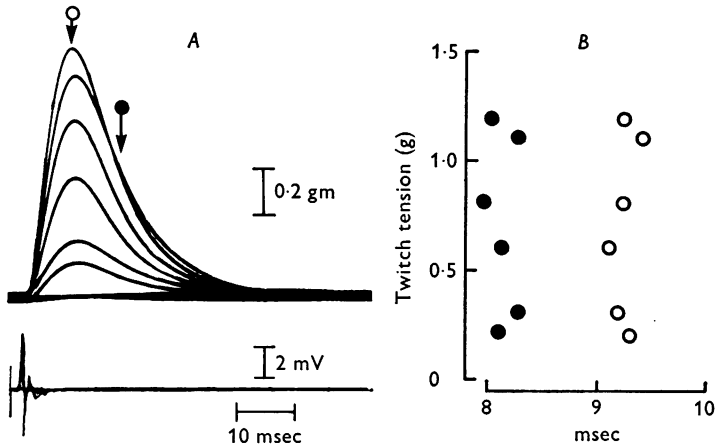 A
0·2 gm
2 mV
10 msec
B
Twitch tension (g)
1·5
1·0
0·5
0
8
9
10
msec